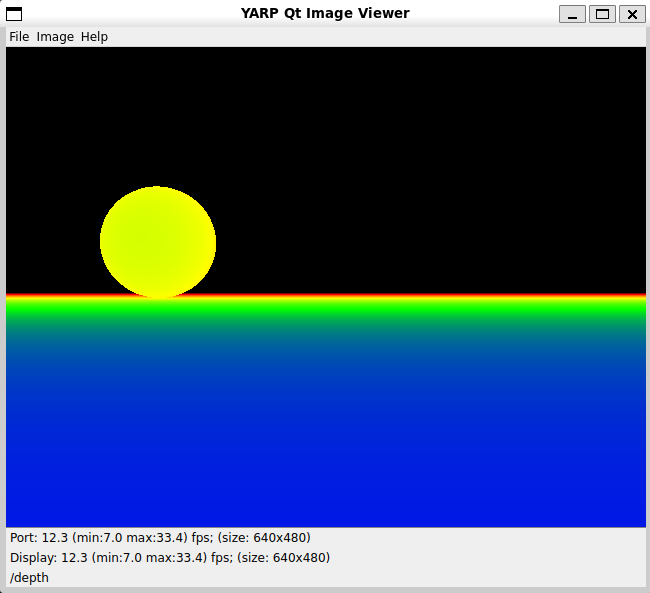 YARP Qt Image Viewer
File Image Help
Port: 12.3 (min:7.0 max:33.4) fps; (size: 640x480)
Display: 12.3 (min:7.0 max:33.4) fps; (size: 640x480)
/depth